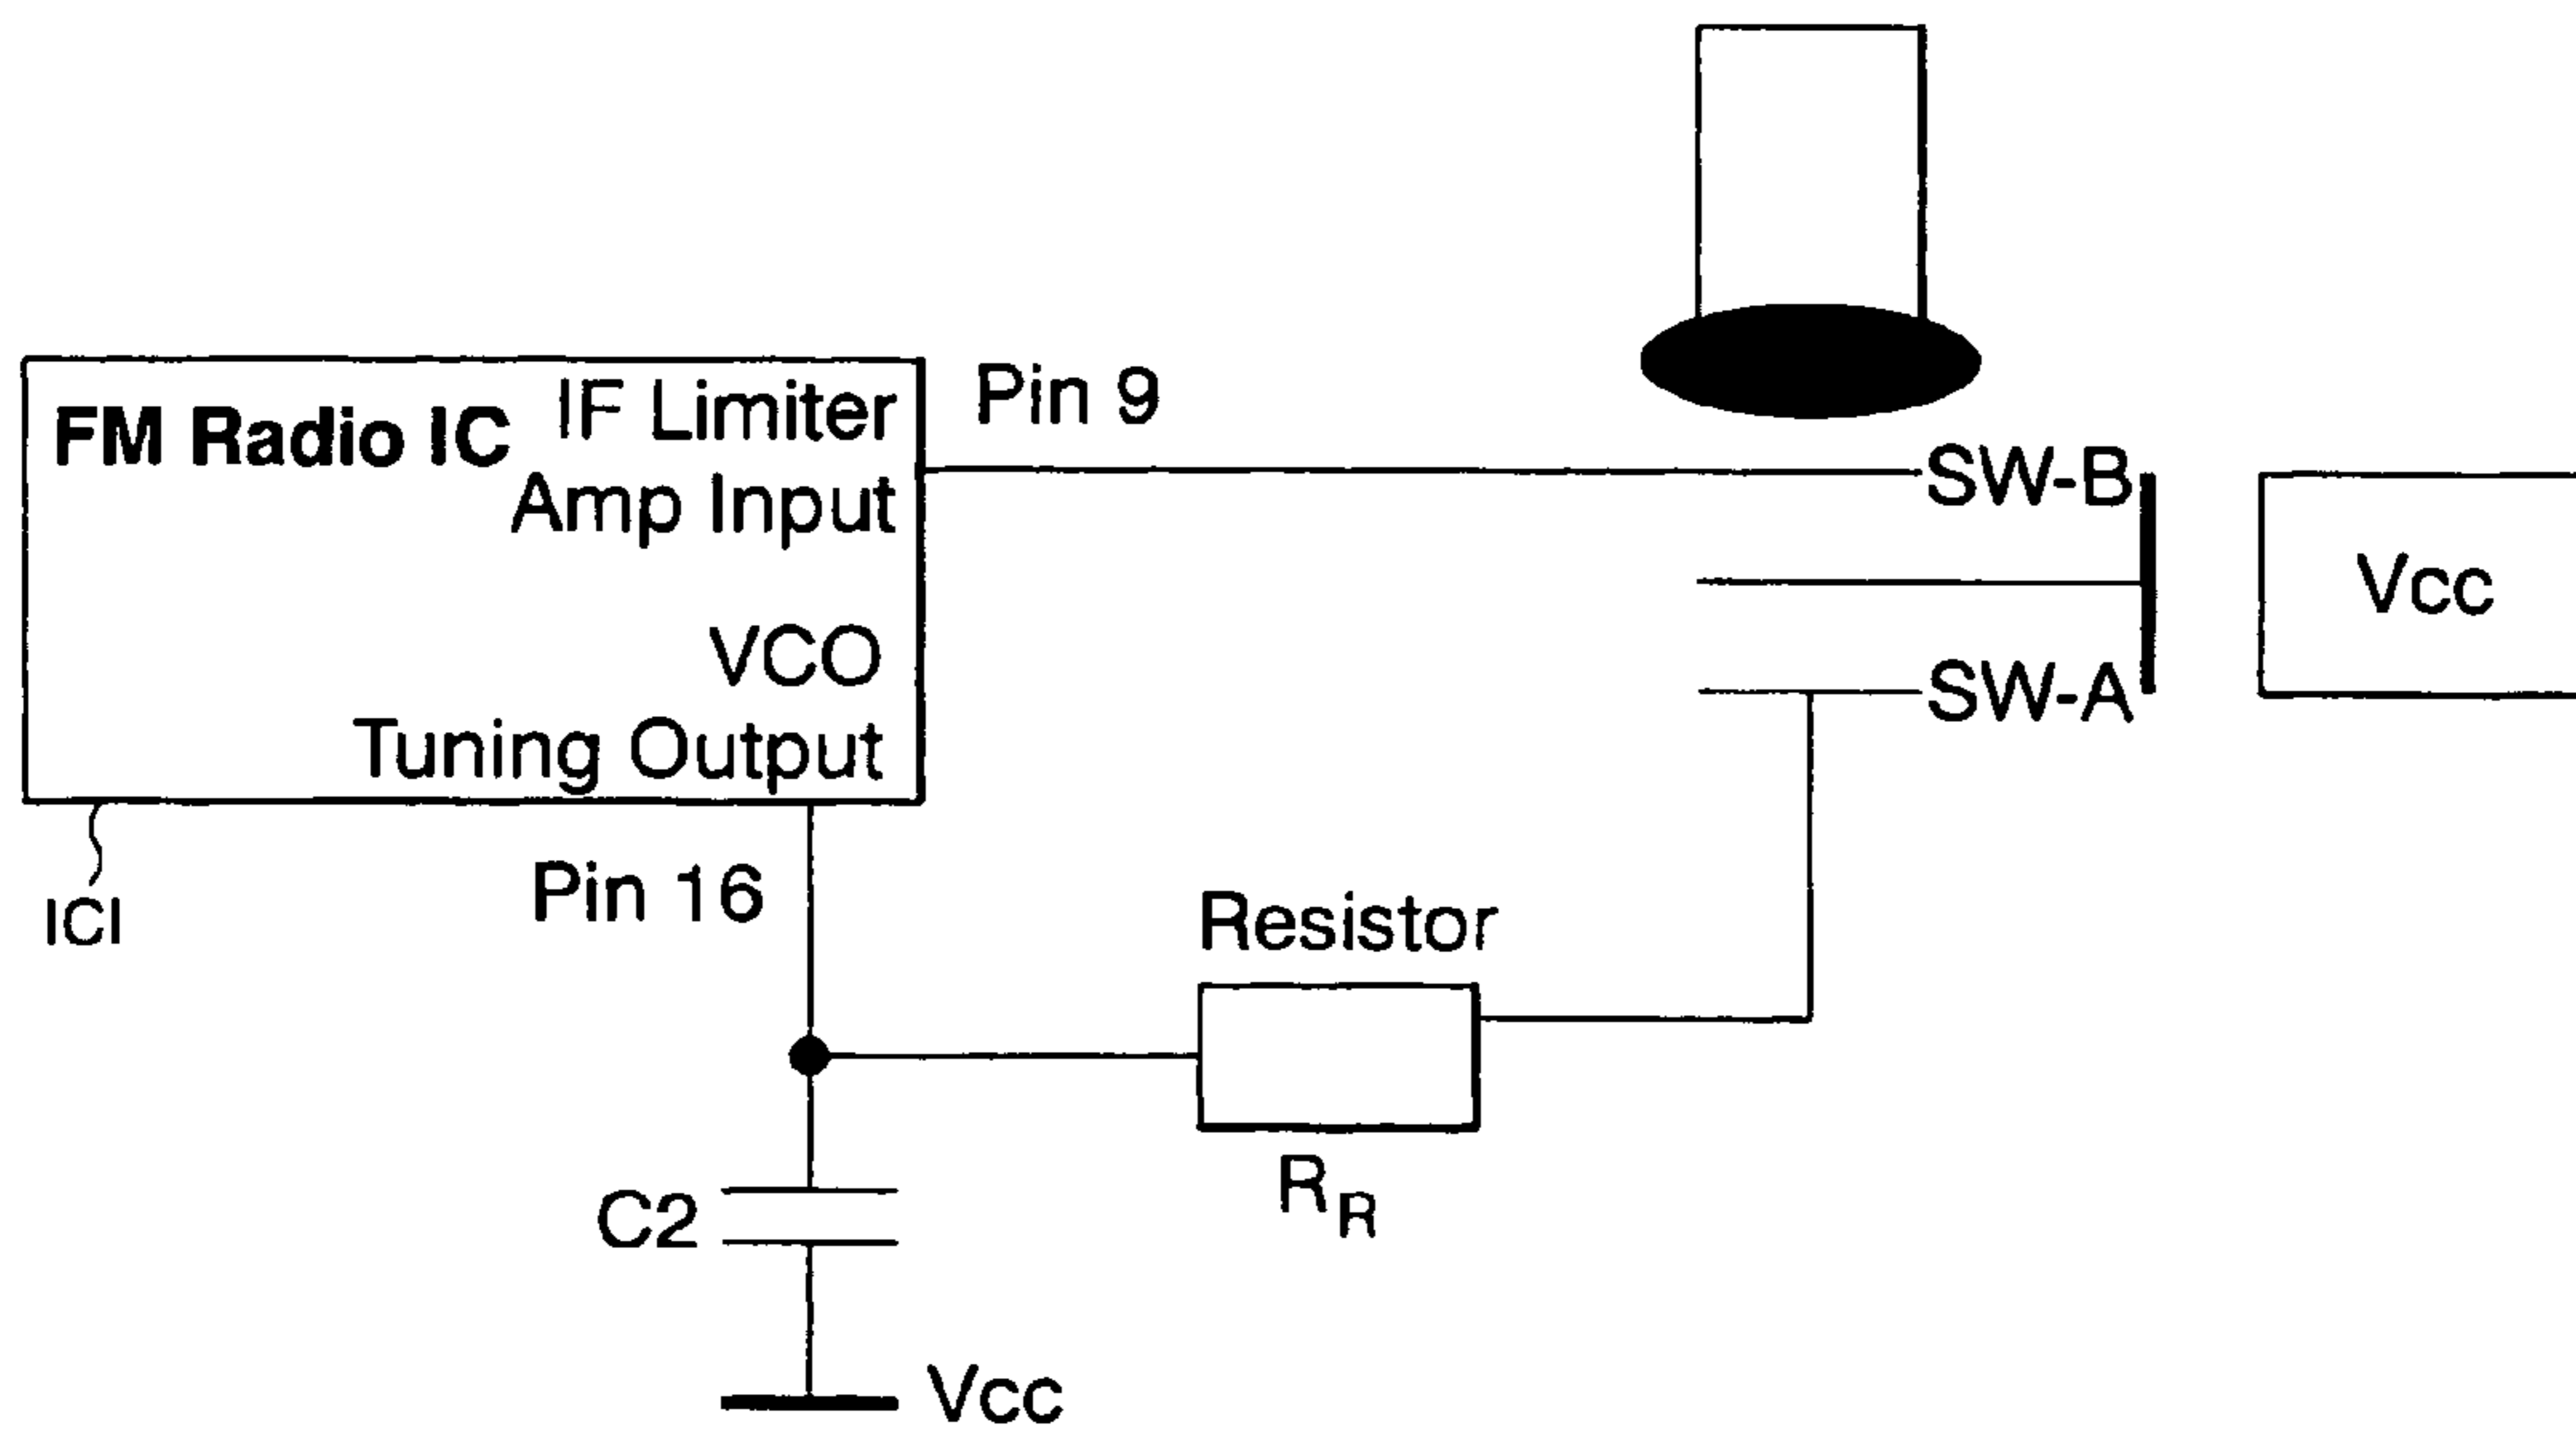 FM Radio IC
IF Limiter
Amp Input
VCO
Tuning Output
Pin 9
SW-B
Vcc
SW-A
Pin 16
ICI
Resistor
RR
C2
Vcc